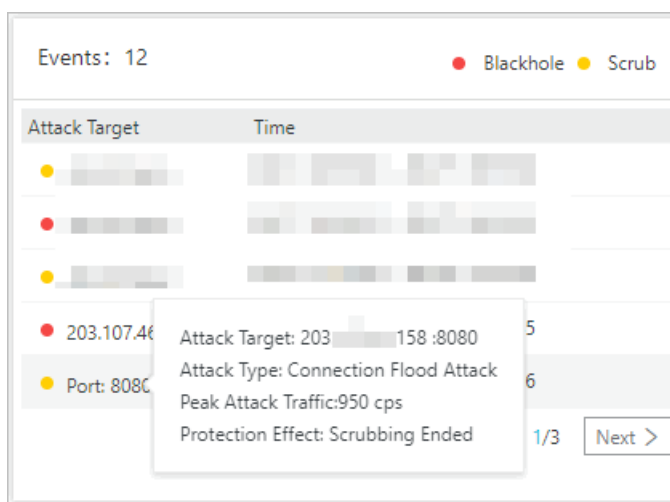 Events: 12
Blackhole Scrub
Attack Target Time
203.107.46
5
Attack Target: 203 158 :8080
Attack Type: Connection Flood Attack
Port: 8080
6
Peak Attack Traffic:950 cps
Protection Effect: Scrubbing Ended
1/3 Next >